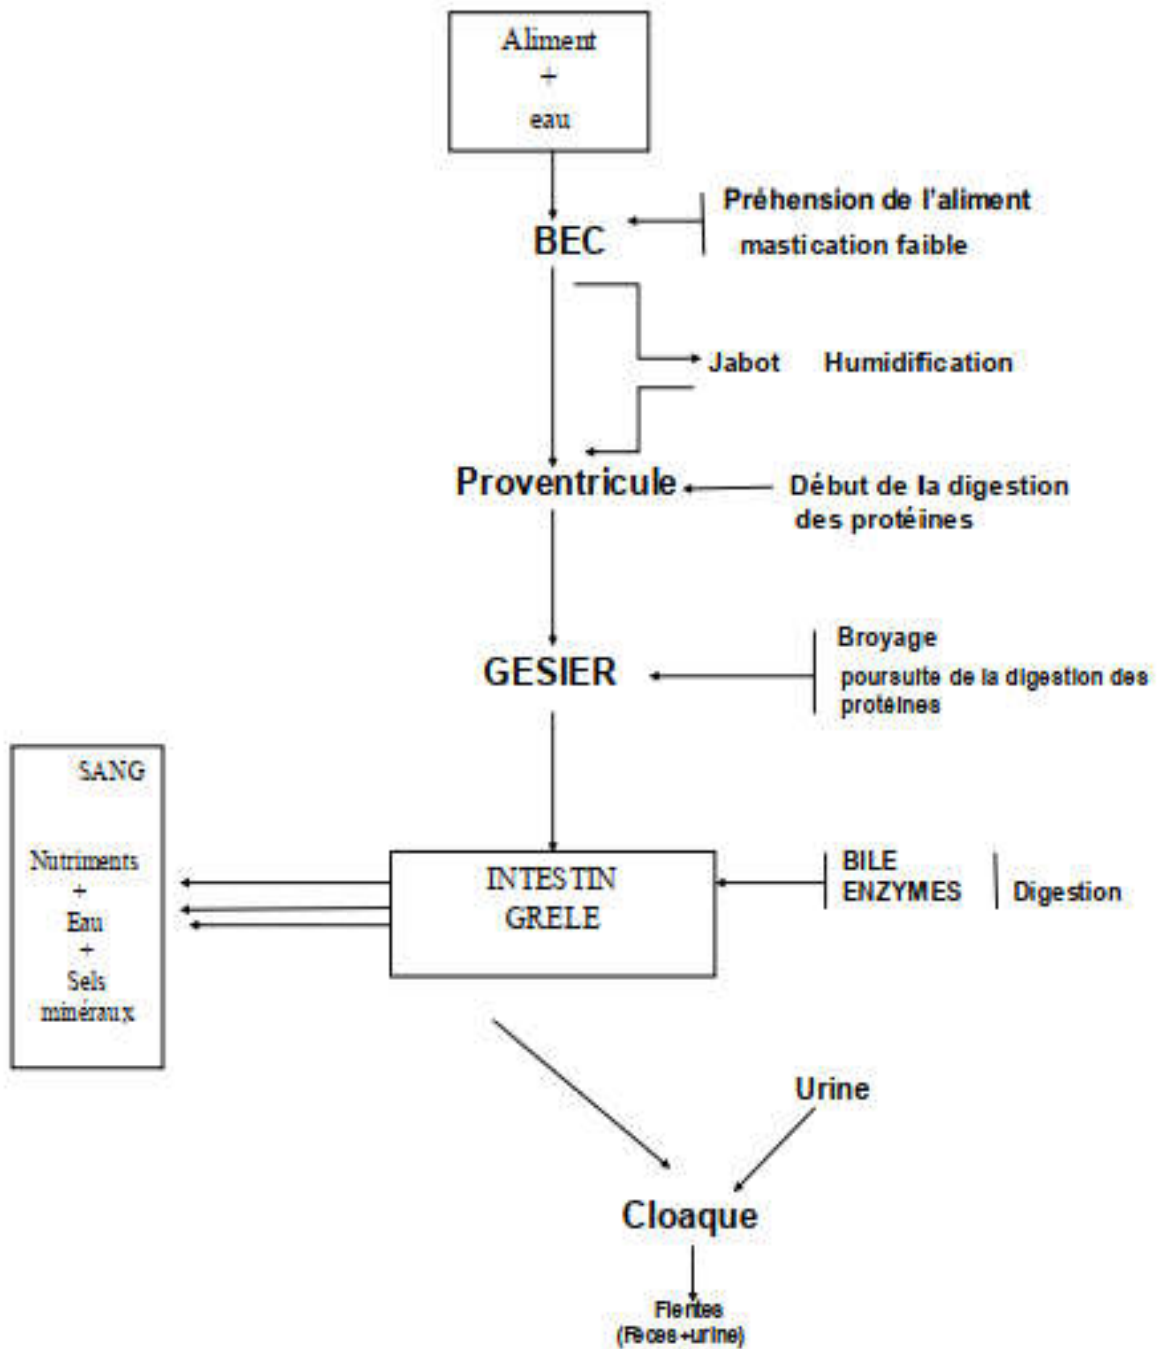 Aliment
+
eau
Préhension de l'aliment
mastication faible
BEC
Jabot Humidification
Proventricule
Début de la digestion
des protéines
Broyage
GESIER
poursuite de la digestion des
protéines
SANG
Nutriments
+
Eau
+
Sels
minéraux
INTESTIN
GRELE
BILE
ENZYMES
Digestion
Urine
Cloaque
Fientes
(Fèces+urine)